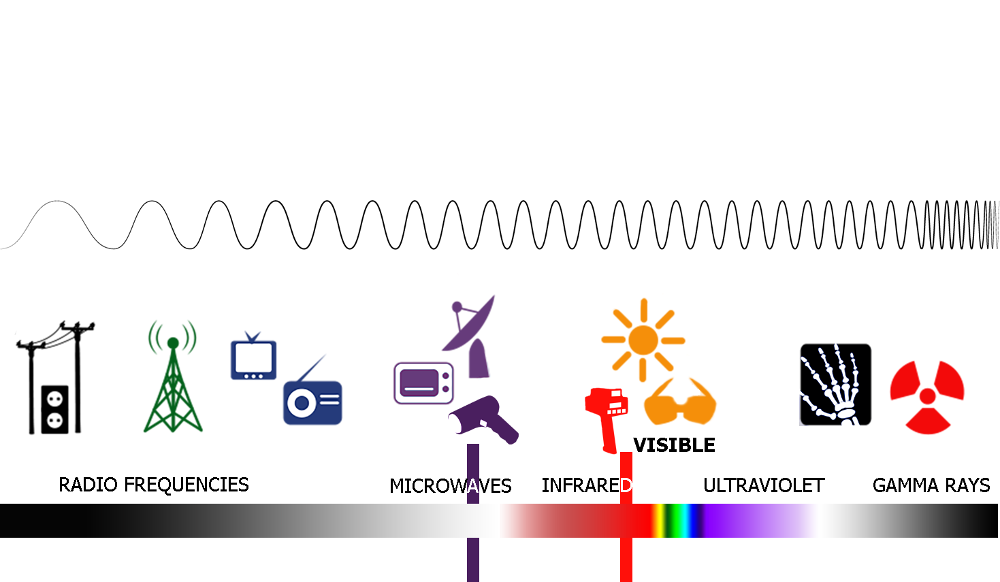 VISIBLE
RADIO FREQUENCIES
MICROWAVES
INFRARED
ULTRAVIOLET
GAMMA RAYS